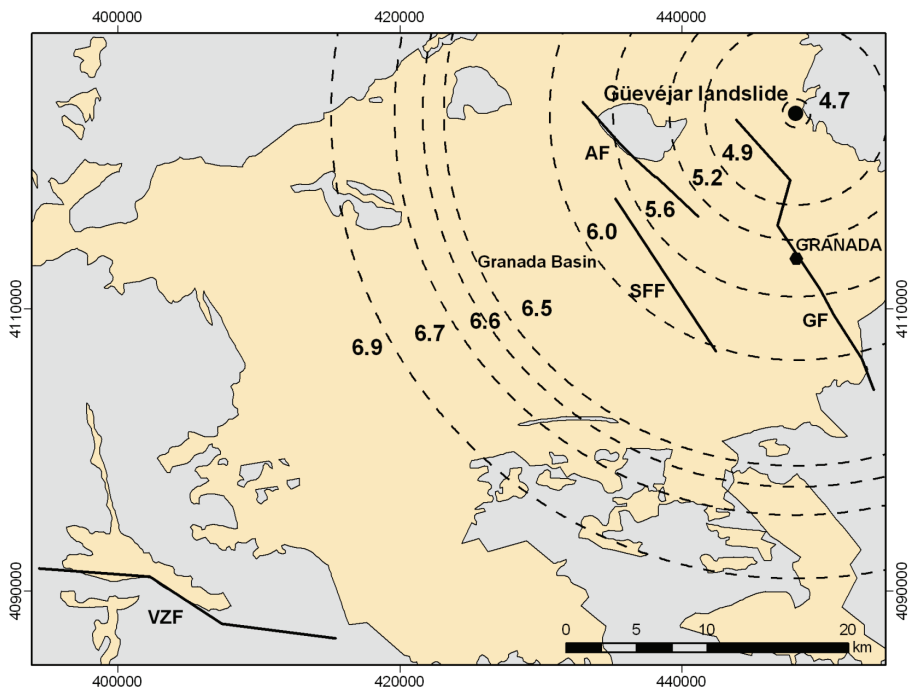 400000 420000 440000
Güevéjar landslide
4.7
4.9
AF
5.2
5.6
6.0
GRANADA
Granada Basin
SFF
4110000
4110000
6.5
6.6
GF
6.7
6.9
4090000
4090000
VZF
0 5 10 20
km
400000 420000 440000